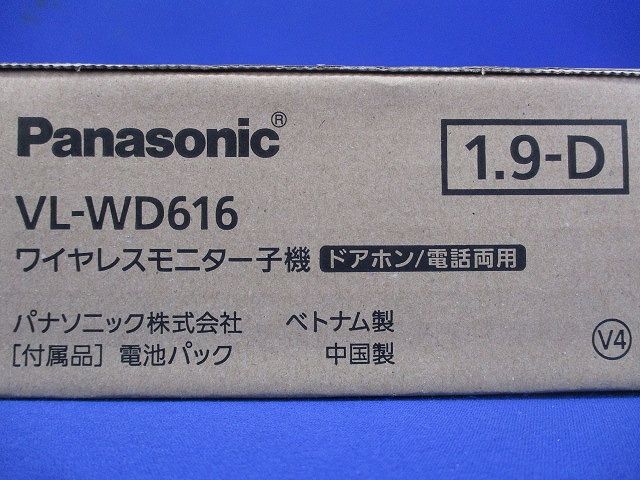 Panasonic®
1.9-D
VL-WD616
ワイヤレスモニター子機 ドアホン/電話両用
パナソニック株式会社 ベトナム製
[付属品] 電池パック 中国製
V4